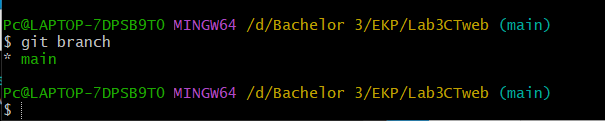 Pc@LAPTOP-7DPSB9T0 MINGW64 /d/Bachelor 3/EKP/Lab3CTweb (main)
$ git branch
* main
Pc@LAPTOP-7DPSB9T0 MINGW64 /d/Bachelor 3/EKP/Lab3CTweb (main)
$